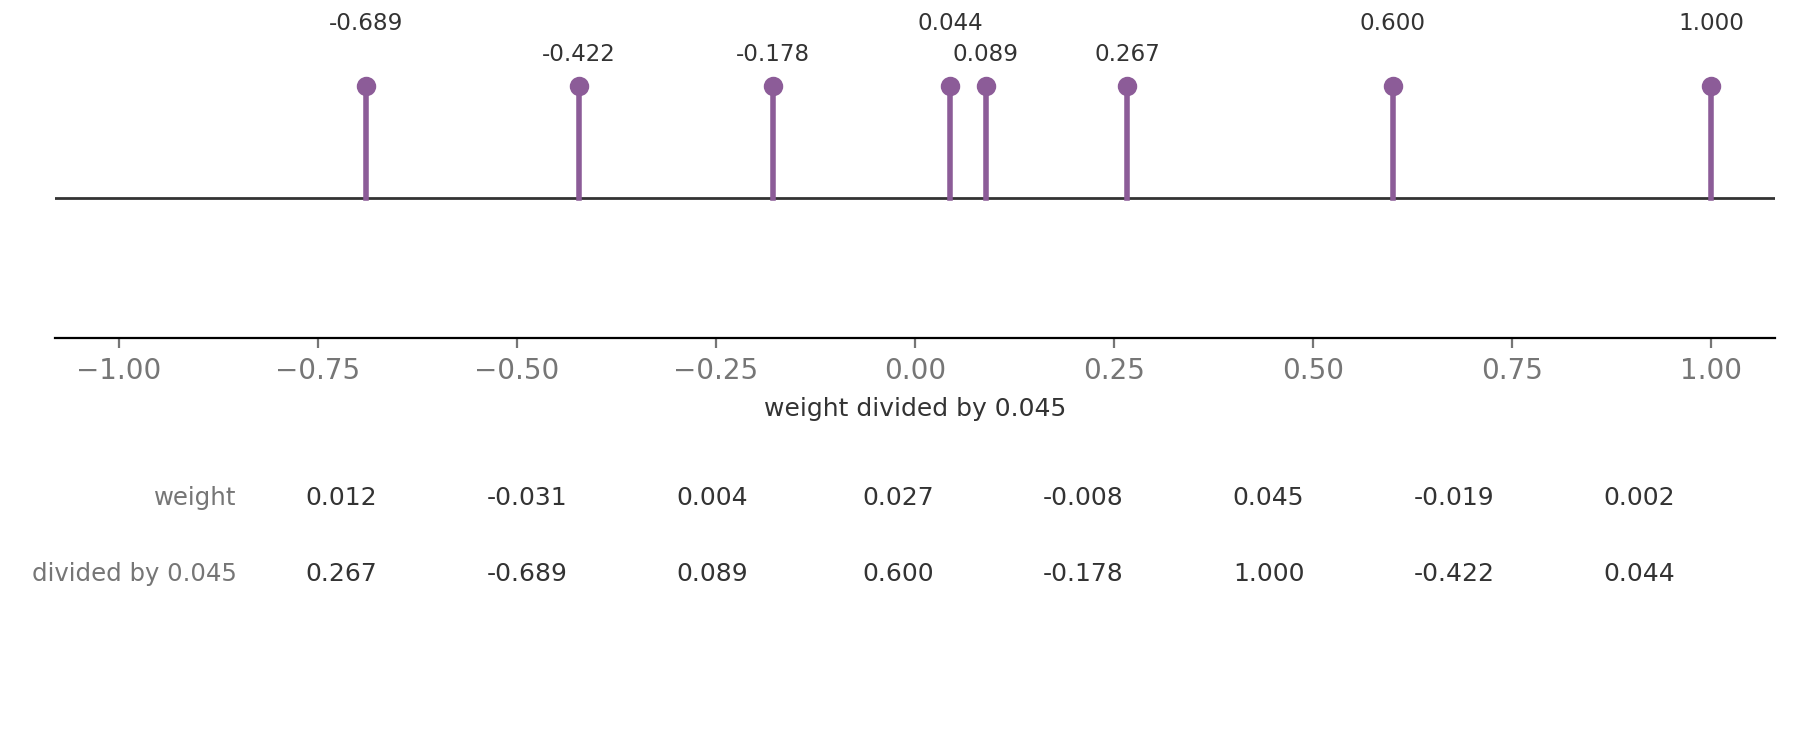 -0.689 0.044 0.600 1.000
-0.422 -0.178 0.089 0.267
−1.00 −0.75 −0.50 −0.25 0.00 0.25 0.50 0.75 1.00
weight divided by 0.045
weight 0.012 -0.031 0.004 0.027 -0.008 0.045 -0.019 0.002
divided by 0.045 0.267 -0.689 0.089 0.600 -0.178 1.000 -0.422 0.044